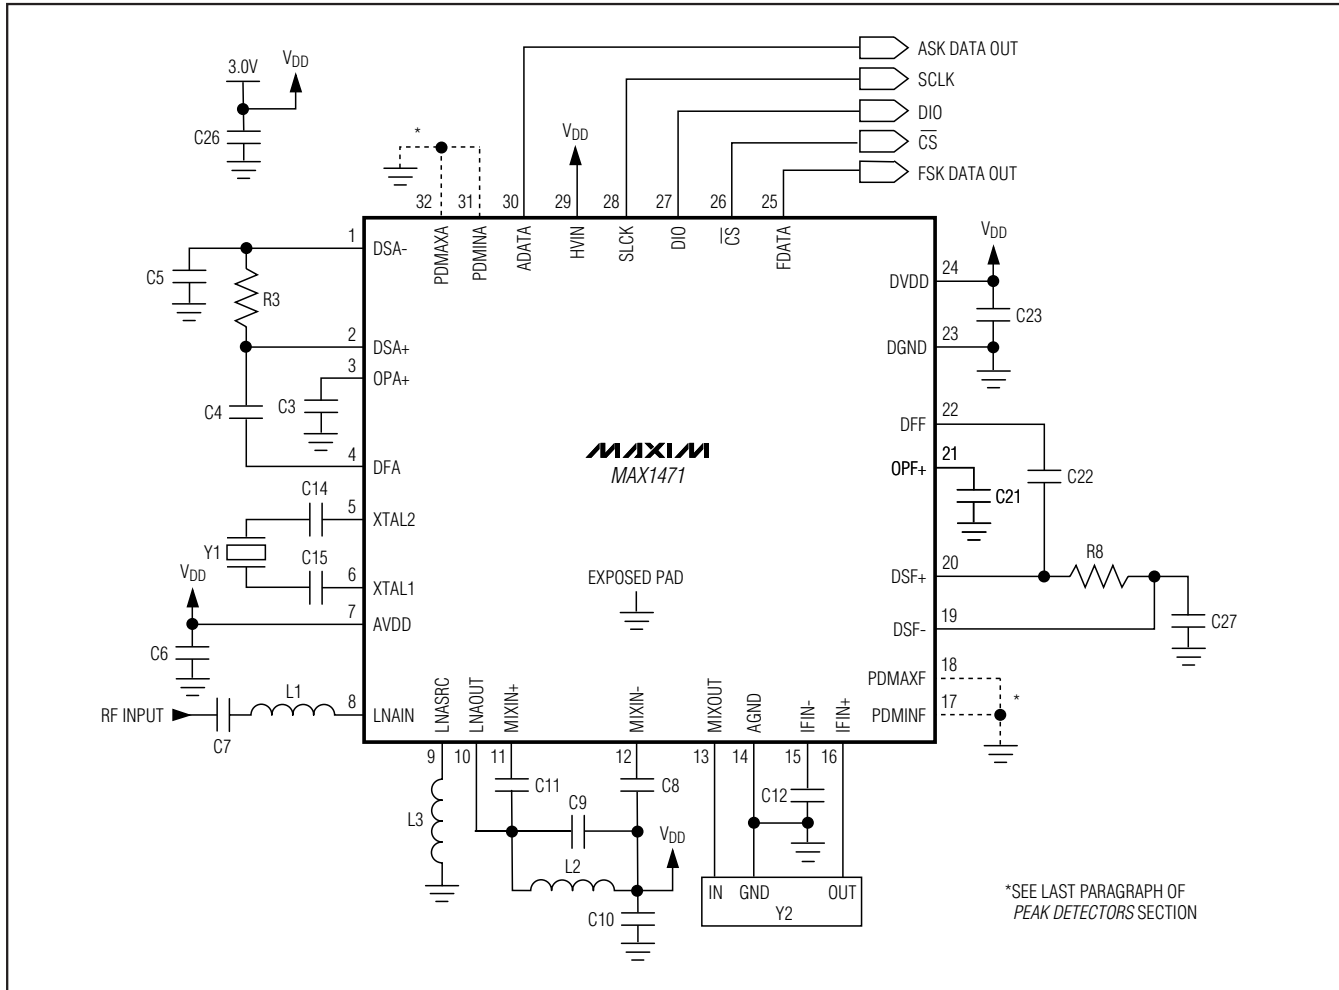 3.0V
VDD
C26
*
VDD
ASK DATA OUT
SCLK
DIO
CS
FSK DATA OUT
32
31
30
29
28
27
26
25
PDMAXA
PDMINA
ADATA
HVIN
SLCK
DIO
CS
FDATA
1
DSA-
C5
R3
2
DSA+
3
OPA+
C4
C3
4
DFA
C14
5
XTAL2
Y1
C15
VDD
6
XTAL1
7
AVDD
C6
L1
8
RF INPUT
LNAIN
C7
MAXIM
MAX1471
EXPOSED PAD
VDD
24
DVDD
C23
23
DGND
22
DFF
21
OPF+
C22
C21
R8
20
DSF+
19
DSF-
C27
18
PDMAXF
17
PDMINF
*
LNASRC
LNAOUT
MIXIN+
MIXIN-
MIXOUT
AGND
IFIN-
IFIN+
9
10
11
12
13
14
15
16
C11
C8
C9
C12
L3
VDD
L2
C10
IN
GND
OUT
Y2
*SEE LAST PARAGRAPH OF
PEAK DETECTORS SECTION